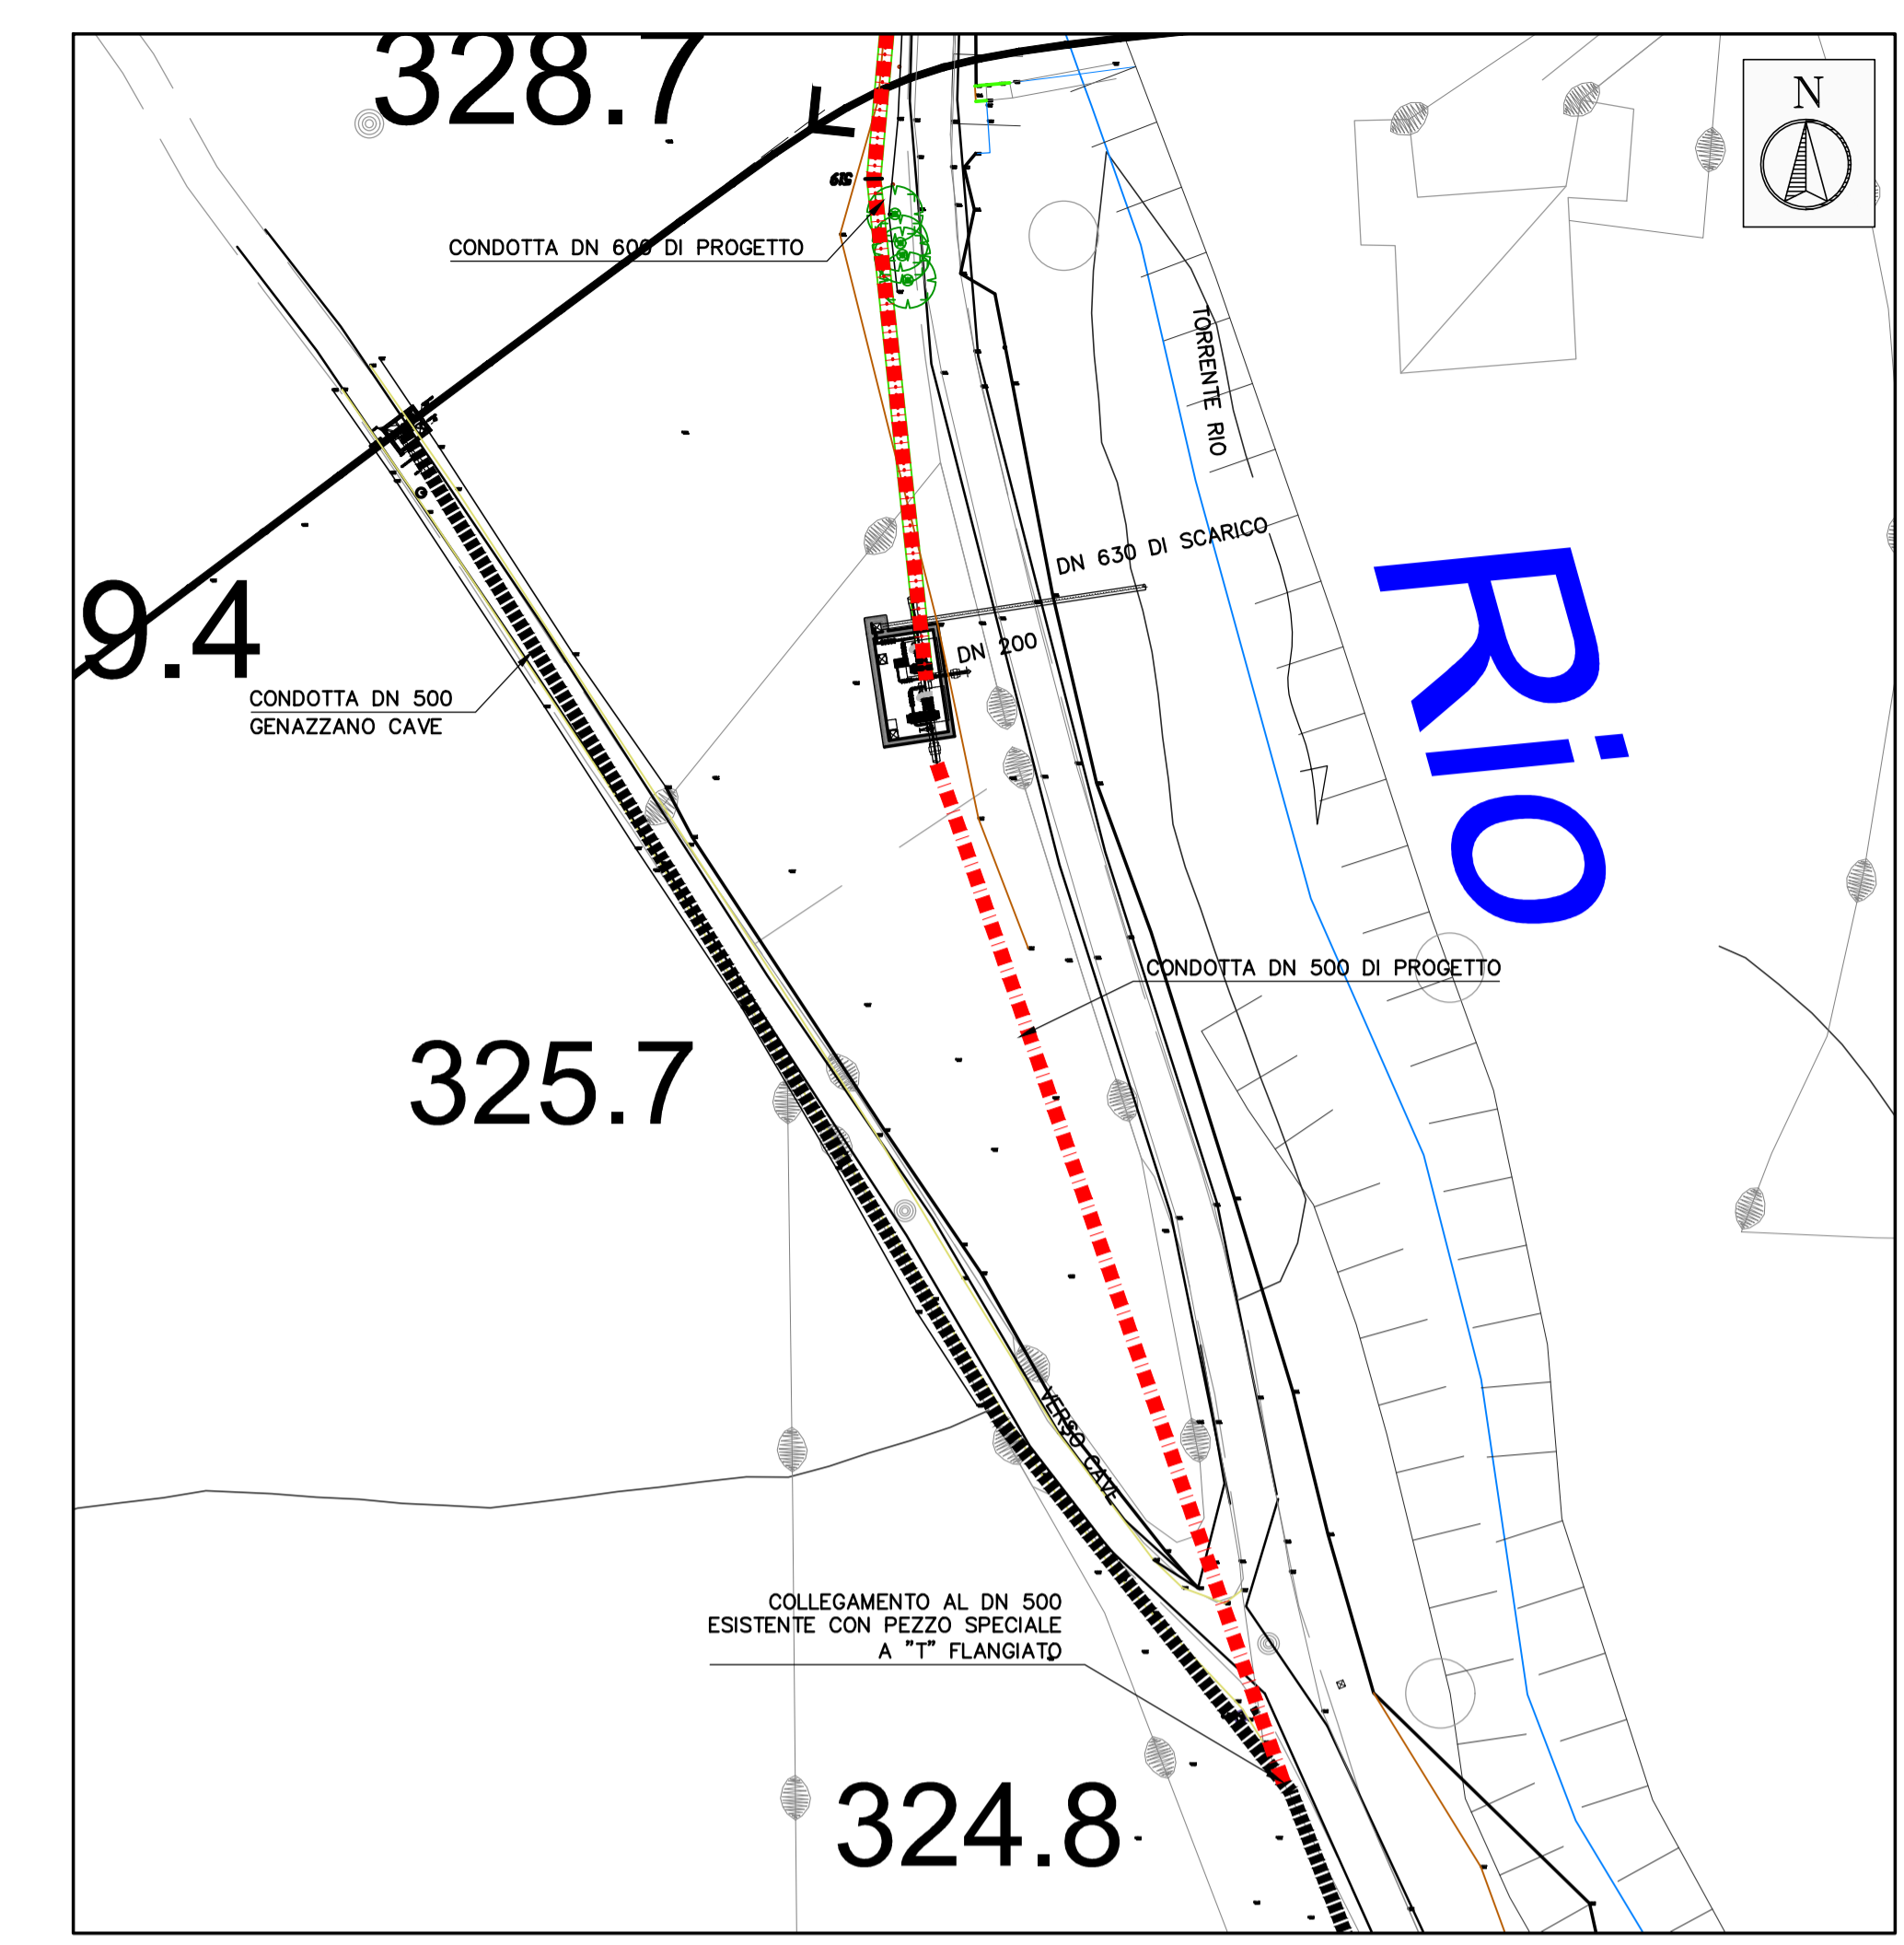 328.7
N
CONDOTTA DN 600 DI PROGETTO
TORRENTE RIO
DN 630 DI SCARICO
Rio
9.4
DN 200
CONDOTTA DN 500
GENAZZANO CAVE
CONDOTTA DN 500 DI PROGETTO
325.7
VERSO CAVE
COLLEGAMENTO AL DN 500
ESISTENTE CON PEZZO SPECIALE
A "T" FLANGIATO
324.8